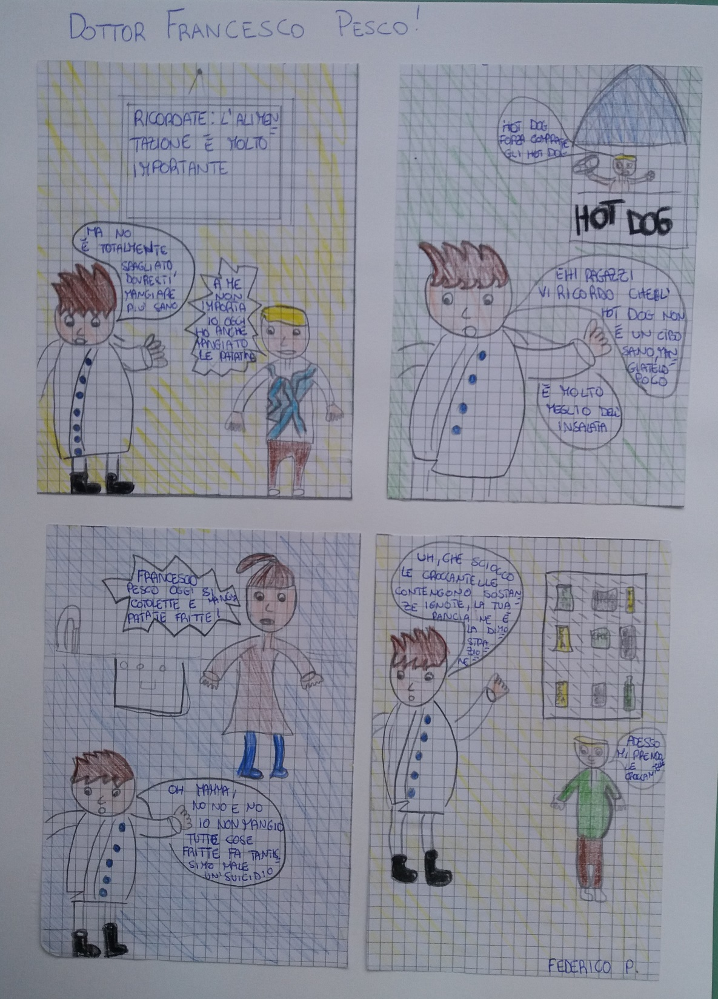 DOTTOR FRANCESCO PESCO!
RICORDATE: L'ALIMEN
TAZIONE È MOLTO
IMPORTANTE
MA NO
È TOTALMENTE
SBAGLIATO,
DOVRESTI
MANGIARE
PIÙ SANO
A ME
NON
IMPORTA
IO OGGI
HO ANCHE
MANGIATO
LE PATATINE
HOT DOG
FORZA COMPRATE
GLI HOT DOG
HOT DOG
EHI RAGAZZI
VI RICORDO CHE L'
HOT DOG NON
È UN CIBO
SANO, MAN
GIATELO
POCO
È MOLTO
MEGLIO DELL'
INSALATA
FRANCESCO
PESCO OGGI SI MANGIA
COTOLETTE E
PATATE FRITTE!
OH MAMMA,
NO NO E NO
IO NON MANGIO
TUTTE COSE
FRITTE FA TANTIS
SIMO MALE
UN SUICIDIO
UH, CHE SCIOCCO
LE CROCCANTELLE
CONTENGONO SOSTAN
ZE IGNOTE, LA TUA
PANCIA NE È
LA DIMO
STRA
ZIO
NE
ADESSO
MI PRENDO
LE
FEDERICO P.